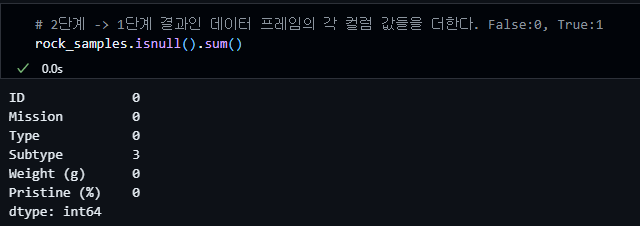 # 2단계 -> 1단계 결과인 데이터 프레임의 각 컬럼 값들을 더한다. False:0, True:1
rock_samples.isnull().sum()
✓ 0.0s
ID 0
Mission 0
Type 0
Subtype 3
Weight (g) 0
Pristine (%) 0
dtype: int64